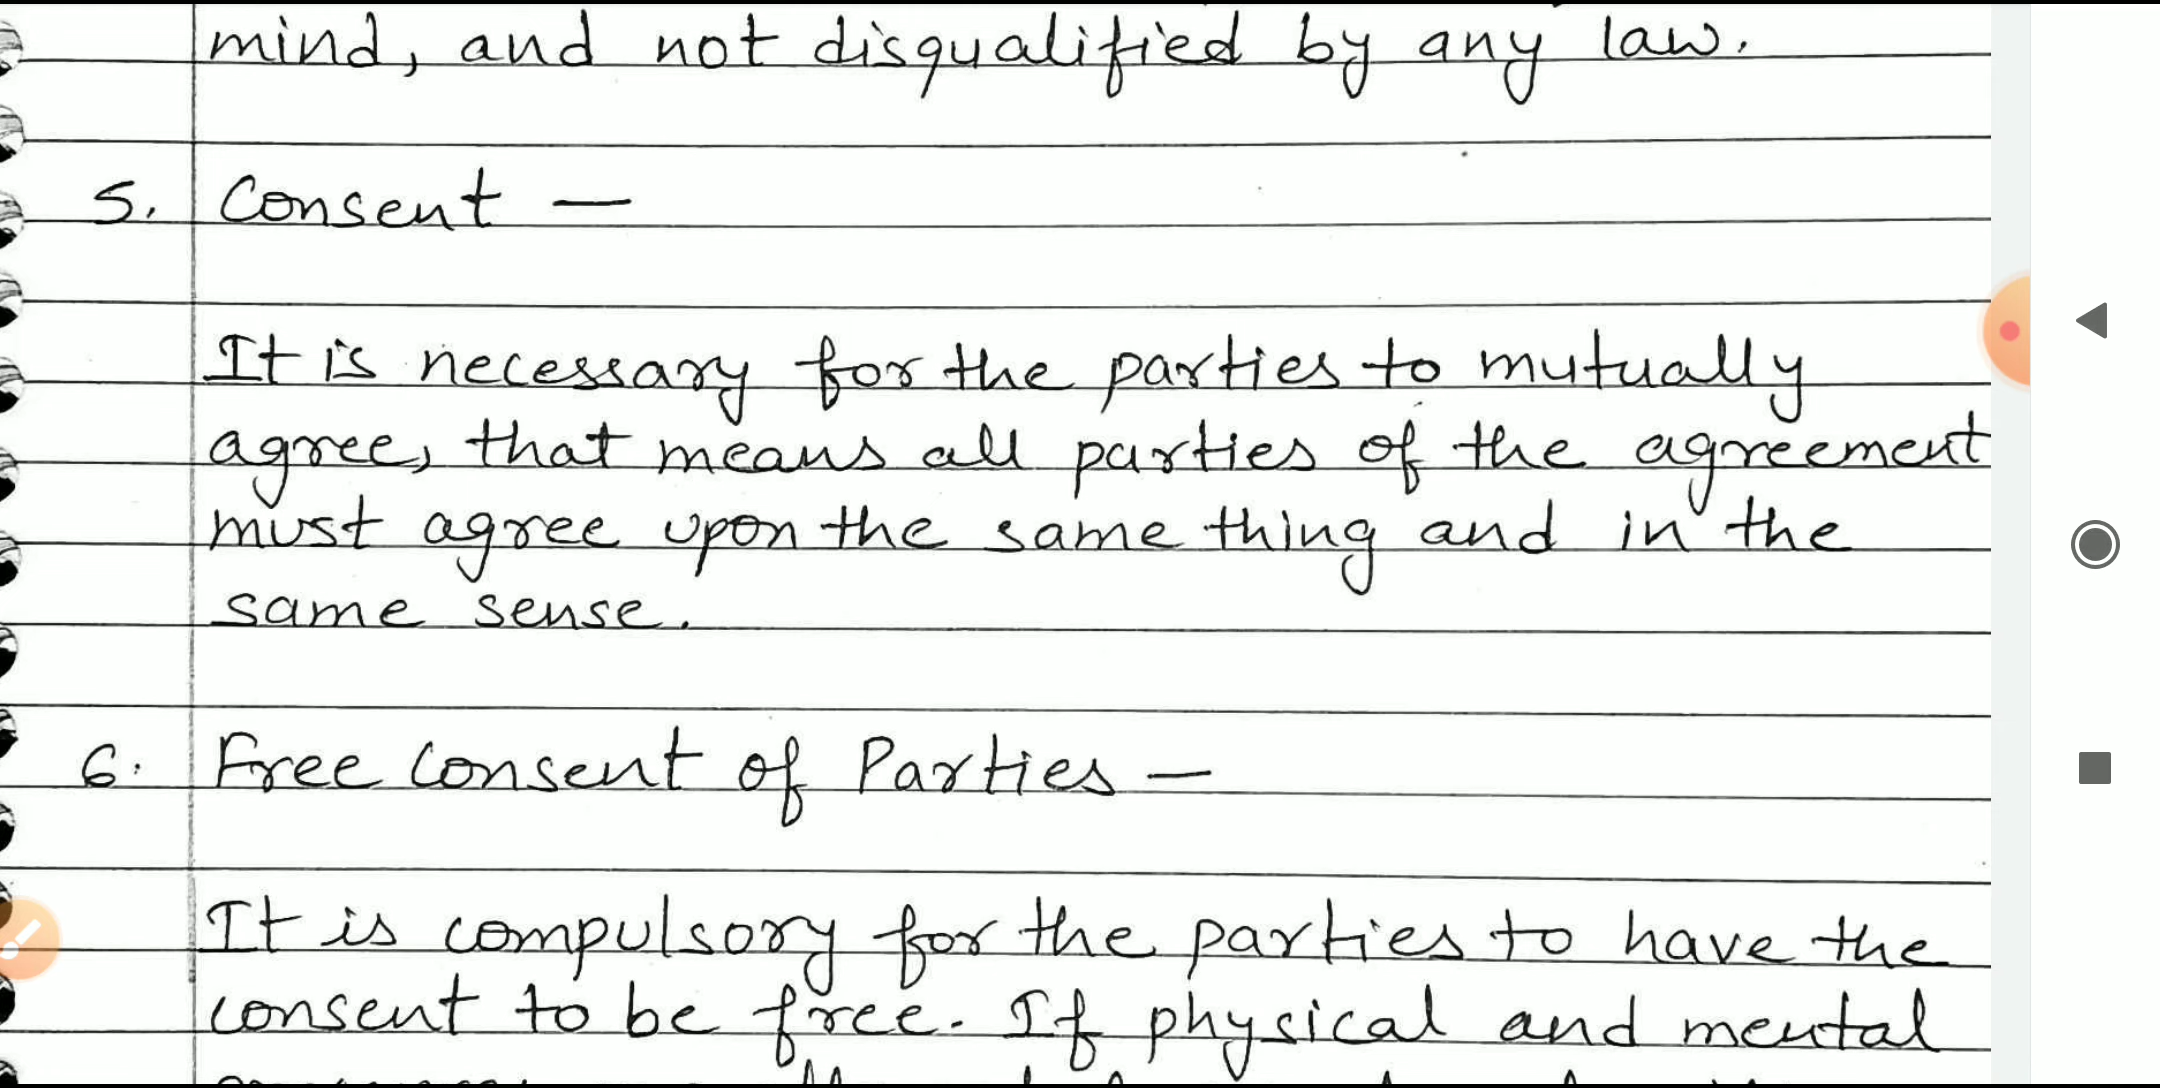 mind, and not disqualified by any law.
5. Consent —
It is necessary for the parties to mutually
agree, that means all parties of the agreement
must agree upon the same thing and in the
same sense.
6. Free Consent of Parties —
It is compulsory for the parties to have the
consent to be free. If physical and mental